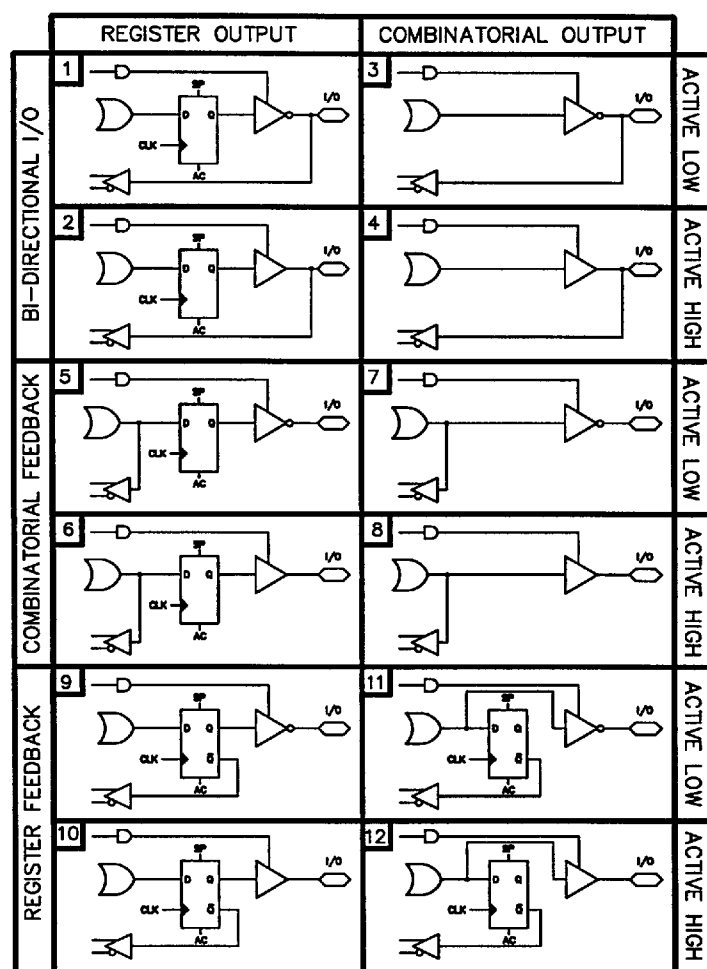 REGISTER OUTPUT
COMBINATORIAL OUTPUT
BI-DIRECTIONAL I/O
1
SP
I/O
D Q
CLK
AC
3
I/O
ACTIVE LOW
2
SP
I/O
D Q
CLK
AC
4
I/O
ACTIVE HIGH
COMBINATORIAL FEEDBACK
5
SP
I/O
D Q
CLK
AC
7
I/O
ACTIVE LOW
6
SP
I/O
D Q
CLK
AC
8
I/O
ACTIVE HIGH
REGISTER FEEDBACK
9
SP
I/O
D Q
CLK Q̅
AC
11
SP
I/O
D Q
CLK Q̅
AC
ACTIVE LOW
10
SP
I/O
D Q
CLK Q̅
AC
12
SP
I/O
D Q
CLK Q̅
AC
ACTIVE HIGH